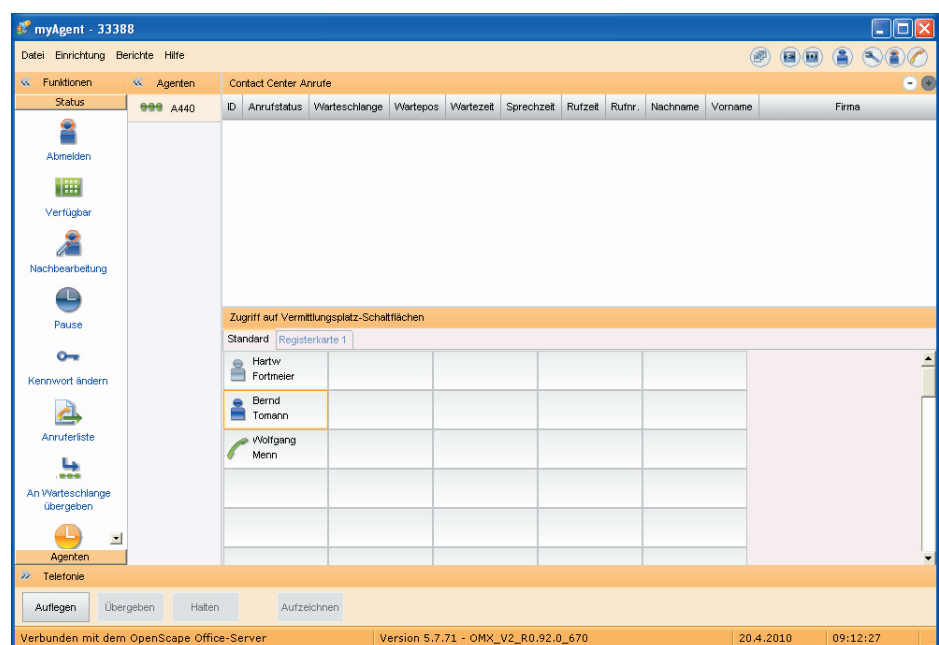 myAgent - 33388
Datei Einrichtung Berichte Hilfe
Funktionen
Agenten
Contact Center Anrufe
Status
A440
ID Anrufstatus Warteschlange Wartepos Wartezeit Sprechzeit Rufzeit Rufnr. Nachname Vorname Firma
Abmelden
Verfügbar
Nachbearbeitung
Pause
Kennwort ändern
Anruferliste
An Warteschlange
übergeben
Agenten
Zugriff auf Vermittlungsplatz-Schaltflächen
Standard Registerkarte 1
Hartw
Fortmeier
Bernd
Tomann
Wolfgang
Menn
Telefonie
Auflegen Übergeben Halten Aufzeichnen
Verbunden mit dem OpenScape Office-Server Version 5.7.71 - OMX_V2_R0.92.0_670 20.4.2010 09:12:27